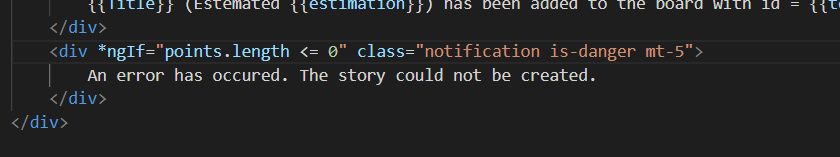 {{Title}} (Estemated {{estimation}}) has been added to the board with id = {{
</div>
<div *ngIf="points.length <= 0" class="notification is-danger mt-5">
An error has occured. The story could not be created.
</div>
</div>